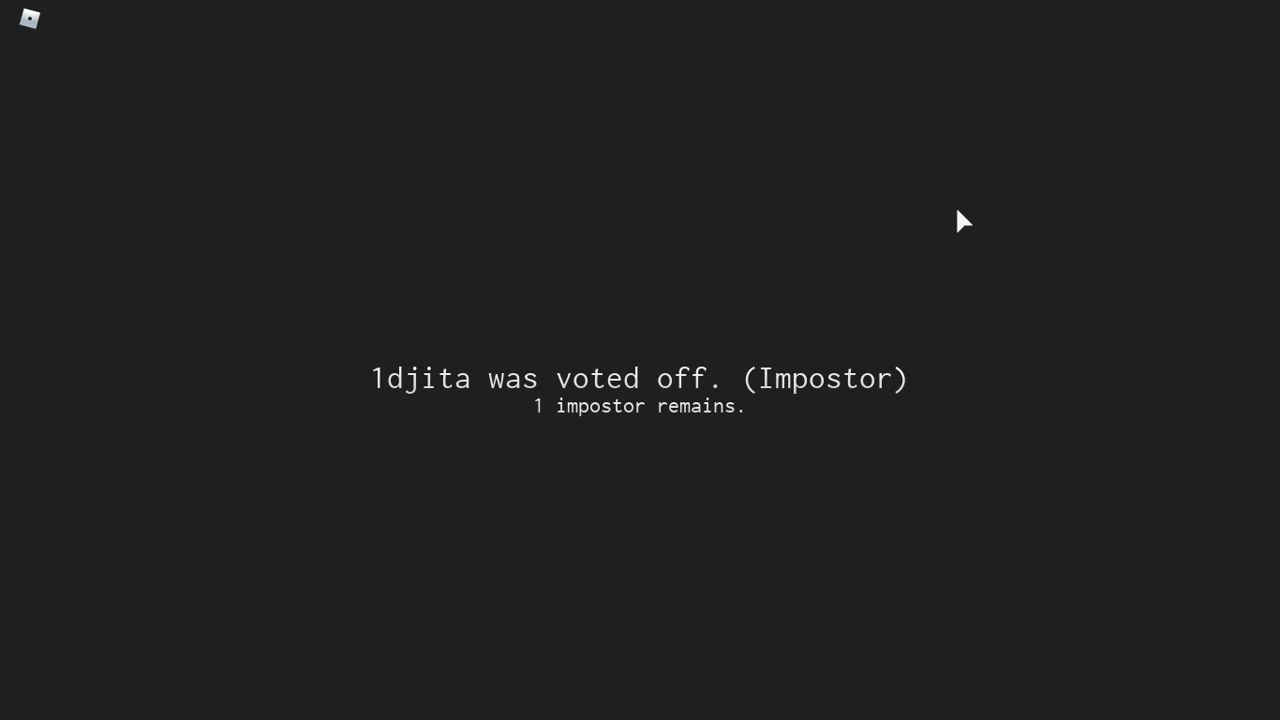 1djita was voted off. (Impostor)
1 impostor remains.